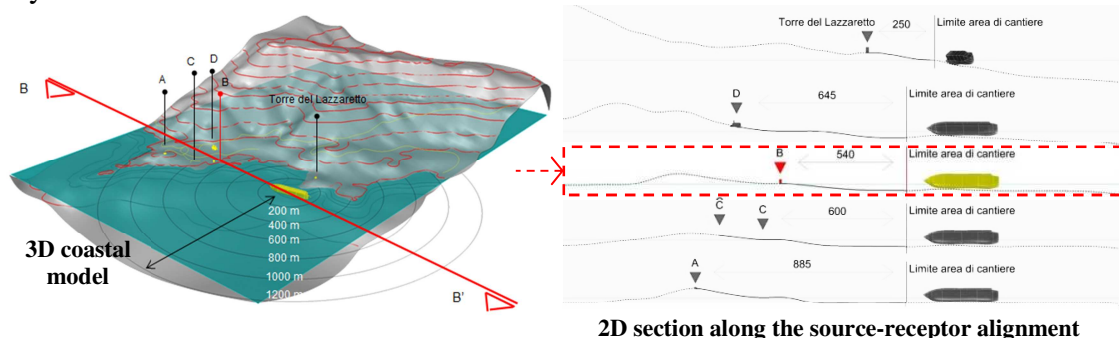 B
A
C
D
B
Torre del Lazzaretto
200 m
400 m
600 m
800 m
1000 m
1200 m
3D coastal
model
B'
Torre del Lazzaretto
250
Limite area di cantiere
D
645
Limite area di cantiere
B
540
Limite area di cantiere
C
C
600
Limite area di cantiere
A
885
Limite area di cantiere
2D section along the source-receptor alignment